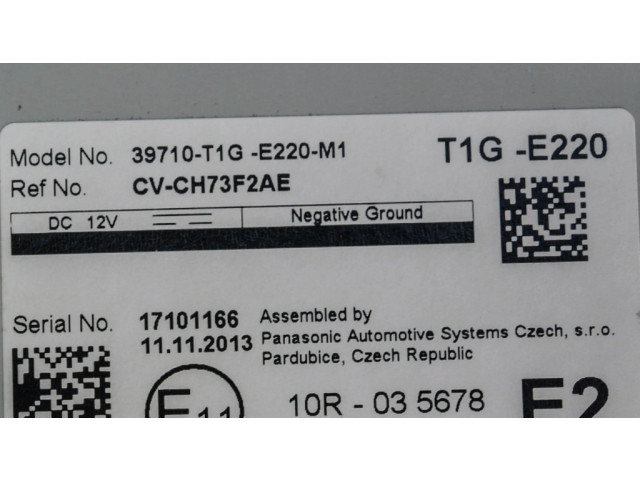 Model No. 39710-T1G -E220-M1 T1G -E220
Ref No. CV-CH73F2AE
DC 12V Negative Ground
Serial No. 17101166 Assembled by
11.11.2013 Panasonic Automotive Systems Czech, s.r.o.
Pardubice, Czech Republic
E11 10R - 03 5678 E2